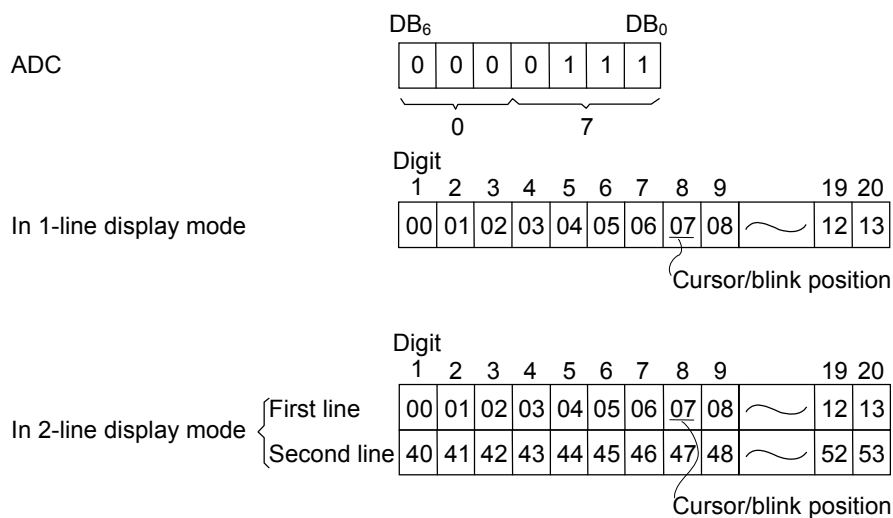 DB₆ DB₀
ADC 0 0 0 0 1 1 1
0 7
Digit
1 2 3 4 5 6 7 8 9 19 20
In 1-line display mode 00 01 02 03 04 05 06 07 08 12 13
Cursor/blink position
Digit
1 2 3 4 5 6 7 8 9 19 20
In 2-line display mode
First line 00 01 02 03 04 05 06 07 08 12 13
Second line 40 41 42 43 44 45 46 47 48 52 53
Cursor/blink position